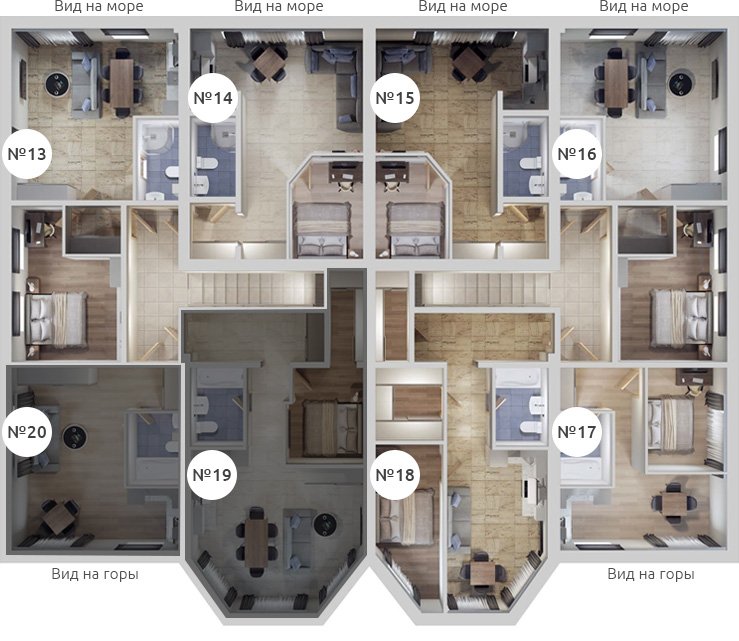 Вид на море Вид на море Вид на море Вид на море
№14 №15
№13 №16
№20 №17
№19 №18
Вид на горы Вид на горы